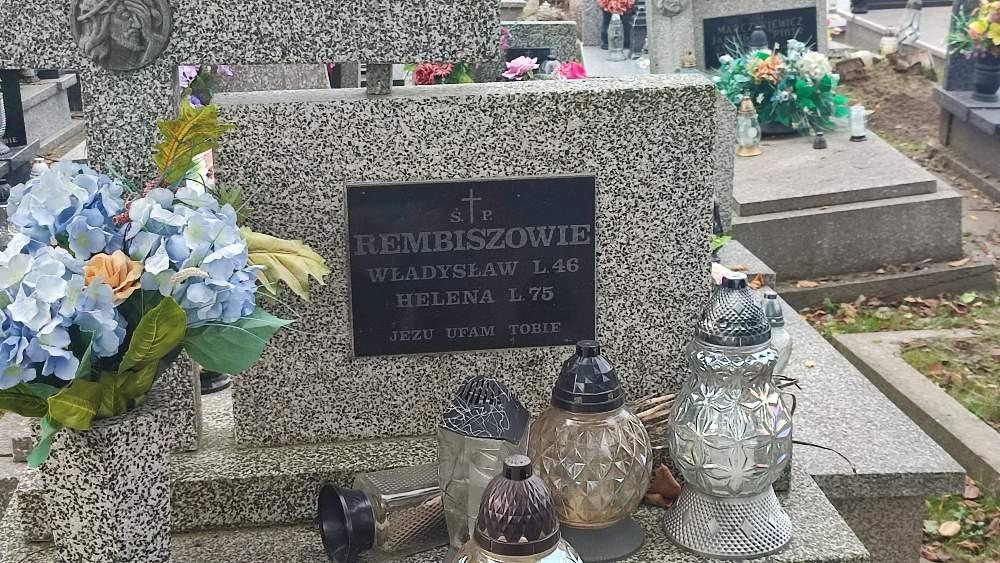 Ś. P.
REMBISZOWIE
WŁADYSŁAW L.46
HELENA L.75
JEZU UFAM TOBIE